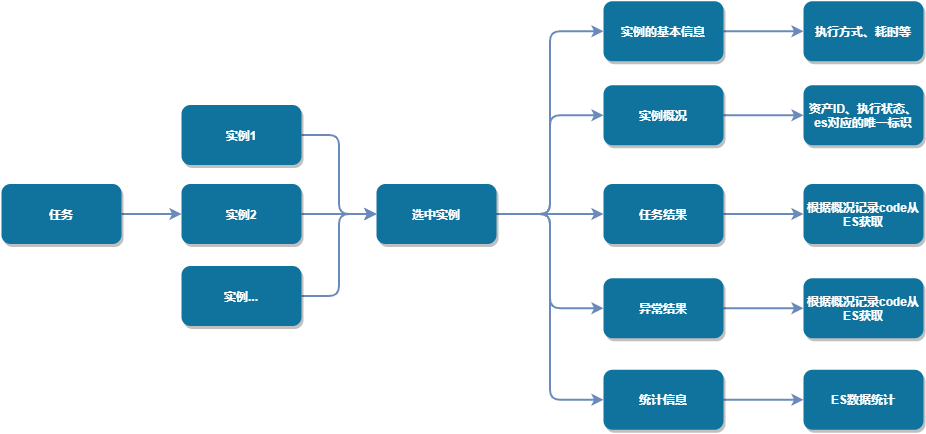 任务
实例1
实例2
实例...
选中实例
实例的基本信息
执行方式、耗时等
实例概况
资产ID、执行状态、
es对应的唯一标识
任务结果
根据概况记录code从
ES获取
异常结果
根据概况记录code从
ES获取
统计信息
ES数据统计